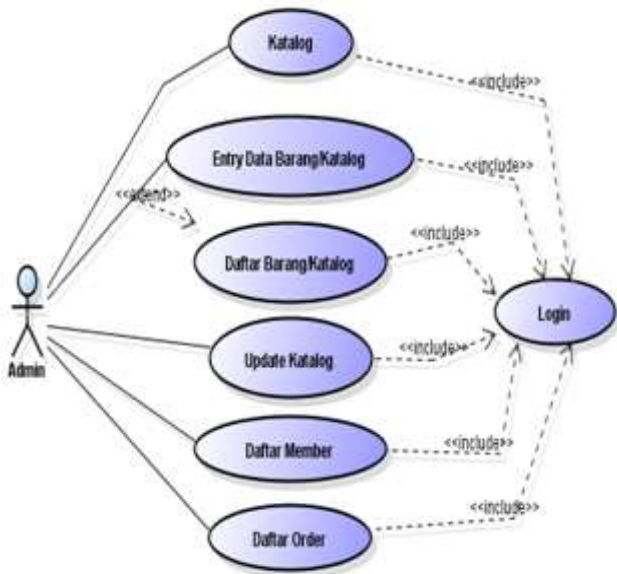 Katalog
<<include>>
Entry Data Barang/Katalog
<<include>>
<<extend>>
Daftar Barang/Katalog
<<include>>
Login
Admin
Update Katalog
<<include>>
Daftar Member
<<include>>
Daftar Order
<<include>>